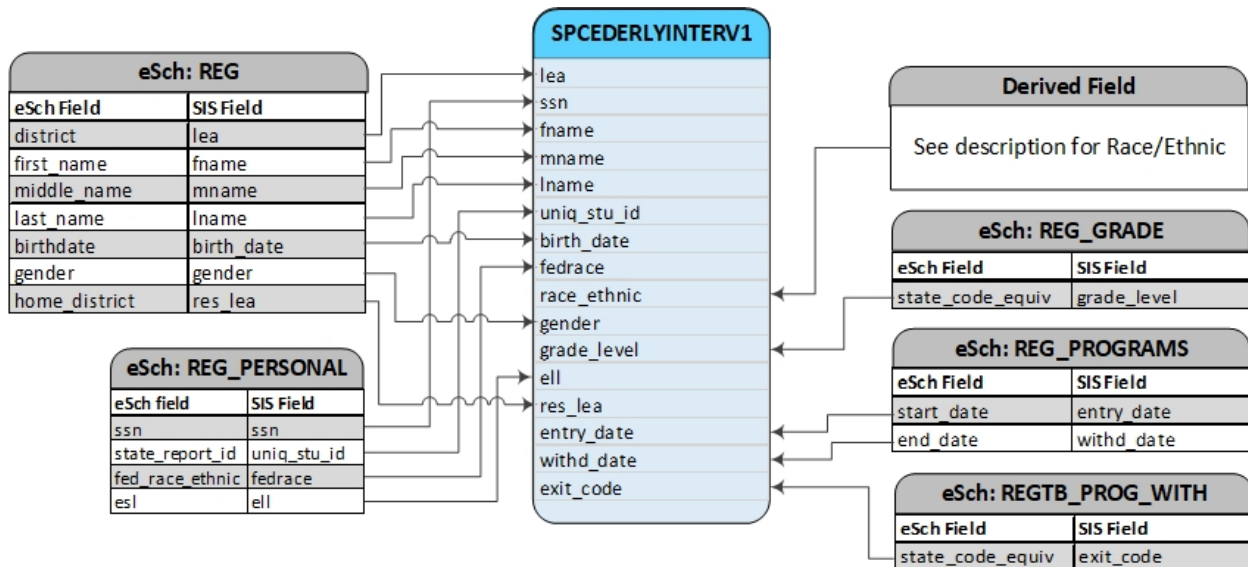 SPCEDERLYINTERV1
lea
ssn
fname
mname
lname
uniq_stu_id
birth_date
fedrace
race_ethnic
gender
grade_level
ell
res_lea
entry_date
withd_date
exit_code
eSch: REG
eSch Field SIS Field
district lea
first_name fname
middle_name mname
last_name lname
birthdate birth_date
gender gender
home_district res_lea
eSch: REG_PERSONAL
eSch field SIS Field
ssn ssn
state_report_id uniq_stu_id
fed_race_ethnic fedrace
esl ell
Derived Field
See description for Race/Ethnic
eSch: REG_GRADE
eSch Field SIS Field
state_code_equiv grade_level
eSch: REG_PROGRAMS
eSch Field SIS Field
start_date entry_date
end_date withd_date
eSch: REGTB_PROG_WITH
eSch Field SIS Field
state_code_equiv exit_code